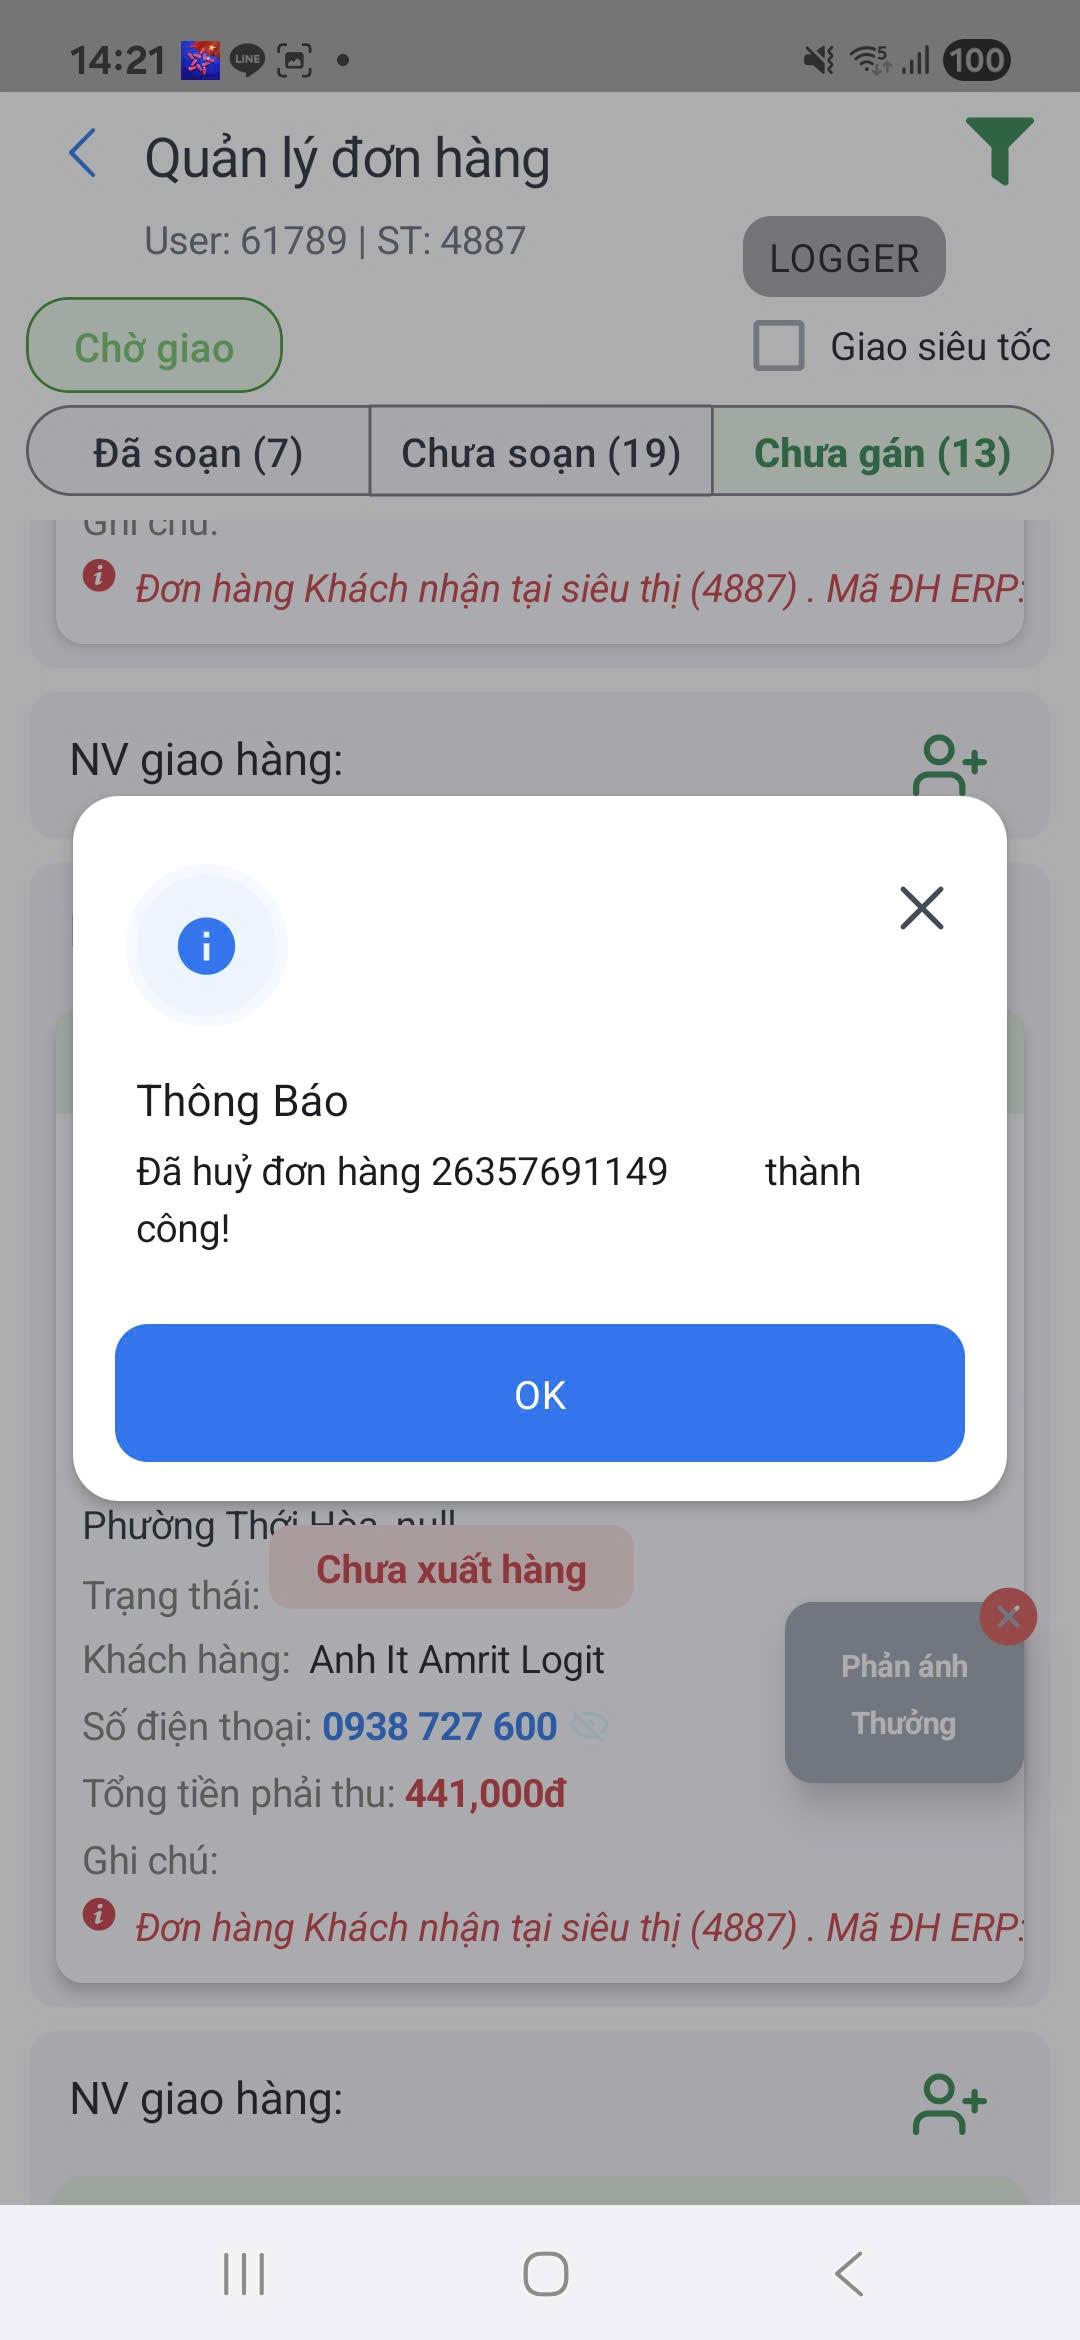 14:21 LINE 5 100
Quản lý đơn hàng
User: 61789 | ST: 4887
LOGGER
Chờ giao
Giao siêu tốc
Đã soạn (7)
Chưa soạn (19)
Chưa gán (13)
Ghi chú:
Đơn hàng Khách nhận tại siêu thị (4887) . Mã ĐH ERP:
NV giao hàng:
Thông Báo
Đã huỷ đơn hàng 26357691149 thành
công!
OK
Phường Thới Hòa, null
Trạng thái: Chưa xuất hàng
Khách hàng: Anh It Amrit Logit
Số điện thoại: 0938 727 600
Tổng tiền phải thu: 441,000đ
Phản ánh
Thưởng
Ghi chú:
Đơn hàng Khách nhận tại siêu thị (4887) . Mã ĐH ERP:
NV giao hàng: